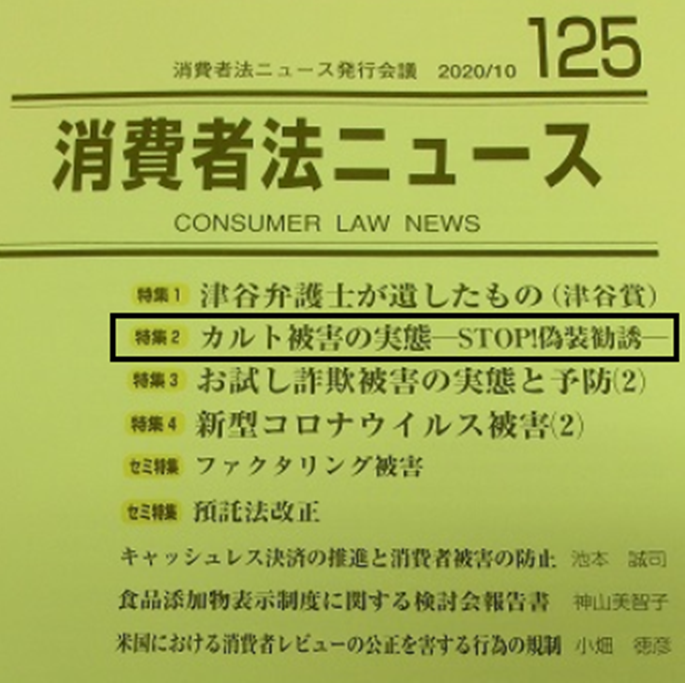 消費者法ニュース発行会議 2020/10 125
消費者法ニュース
CONSUMER LAW NEWS
特集1 津谷弁護士が遺したもの（津谷賞）
特集2 カルト被害の実態―STOP!偽装勧誘―
特集3 お試し詐欺被害の実態と予防(2)
特集4 新型コロナウイルス被害(2)
セミ特集 ファクタリング被害
セミ特集 預託法改正
キャッシュレス決済の推進と消費者被害の防止 池本 誠司
食品添加物表示制度に関する検討会報告書 神山美智子
米国における消費者レビューの公正を害する行為の規制 小畑 徳彦